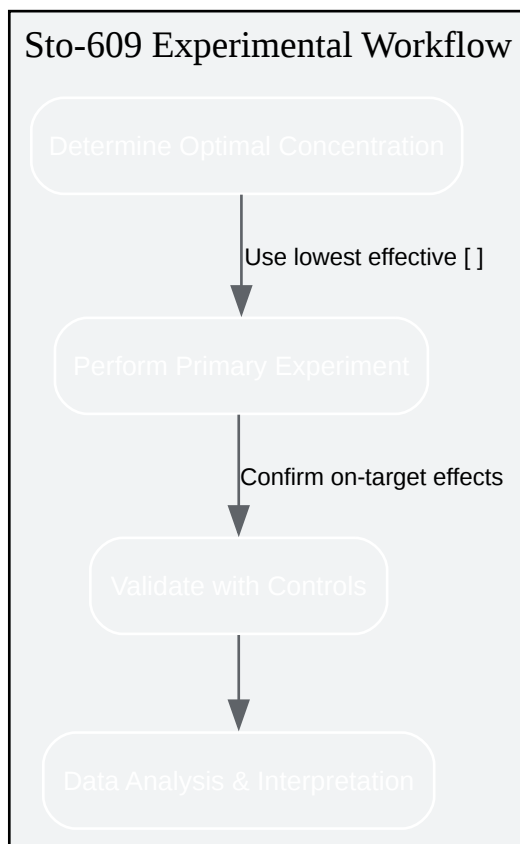 Sto-609 Experimental Workflow
Determine Optimal Concentration
Use lowest effective [ ]
Perform Primary Experiment
Confirm on-target effects
Validate with Controls
Data Analysis & Interpretation